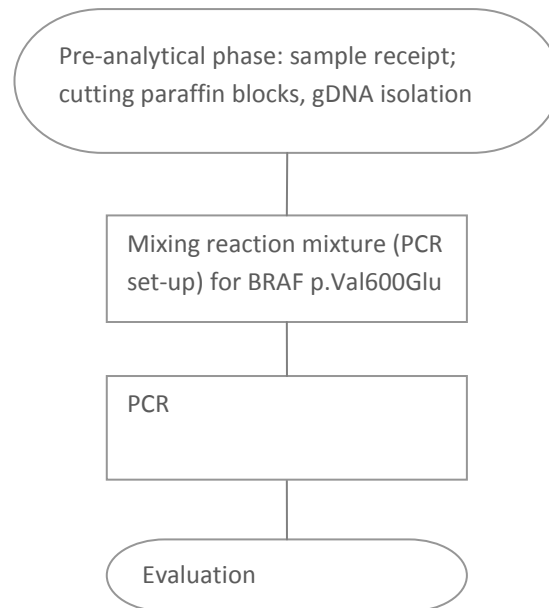 Pre-analytical phase: sample receipt;
cutting paraffin blocks, gDNA isolation
Mixing reaction mixture (PCR
set-up) for BRAF p.Val600Glu
PCR
Evaluation